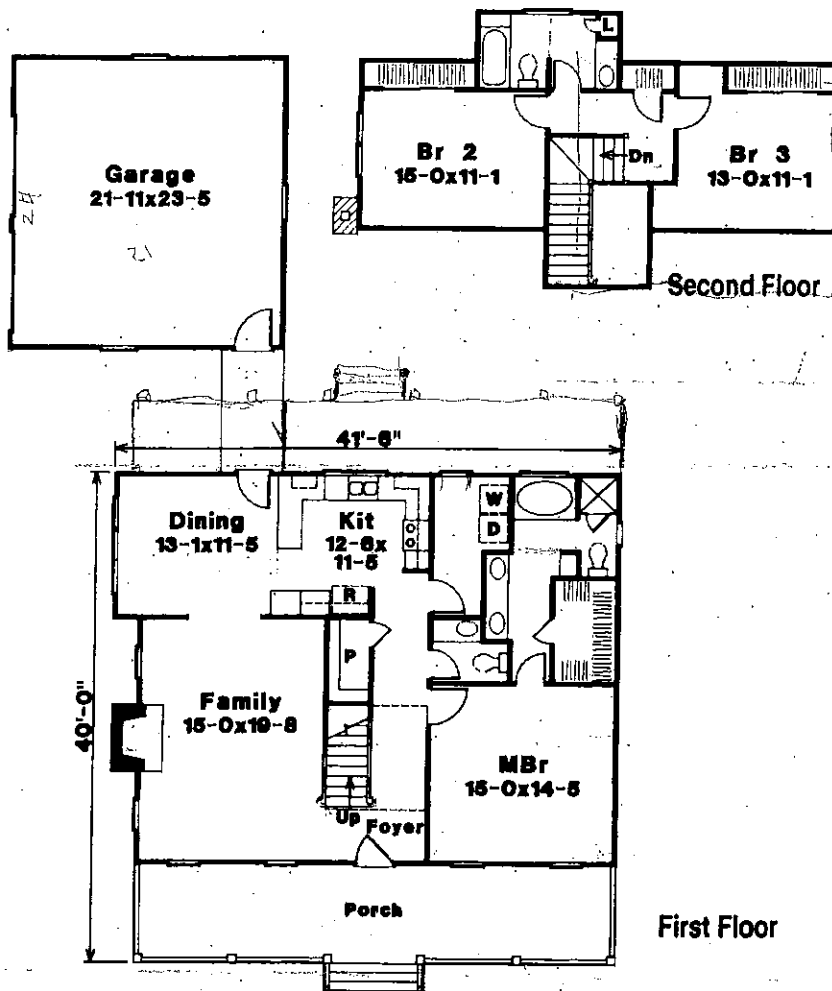 L
Garage
21-11x23-5
24
21
Br 2
15-0x11-1
Dn
Br 3
13-0x11-1
Second Floor
41'-6"
Dining
13-1x11-5
Kit
12-6x
11-5
W
D
R
P
Family
15-0x19-8
40'-0"
MBr
15-0x14-5
Up
Foyer
Porch
First Floor